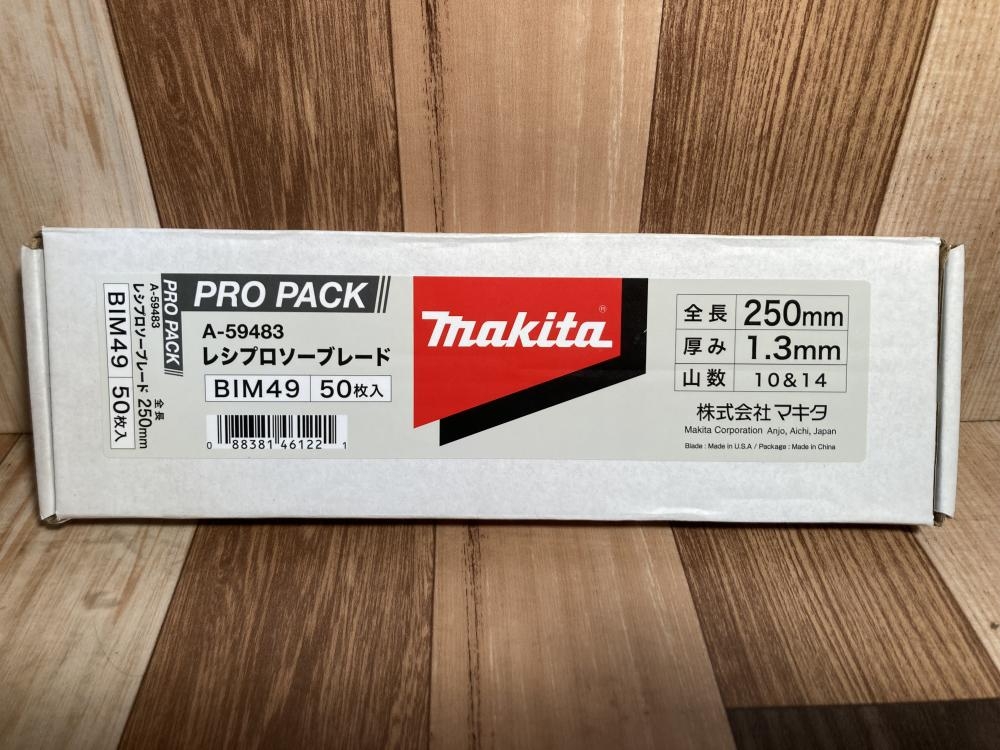 PRO PACK
A-59483
レシプロソーブレード
BIM49 50枚入
0 88381 46122 1
makita®
全長 250mm
厚み 1.3mm
山数 10&14
株式会社マキタ
Makita Corporation Anjo, Aichi, Japan
Blade : Made in U.S.A / Package : Made in China
PRO PACK
A-59483
レシプロソーブレード 全長 250mm
BIM49 50枚入